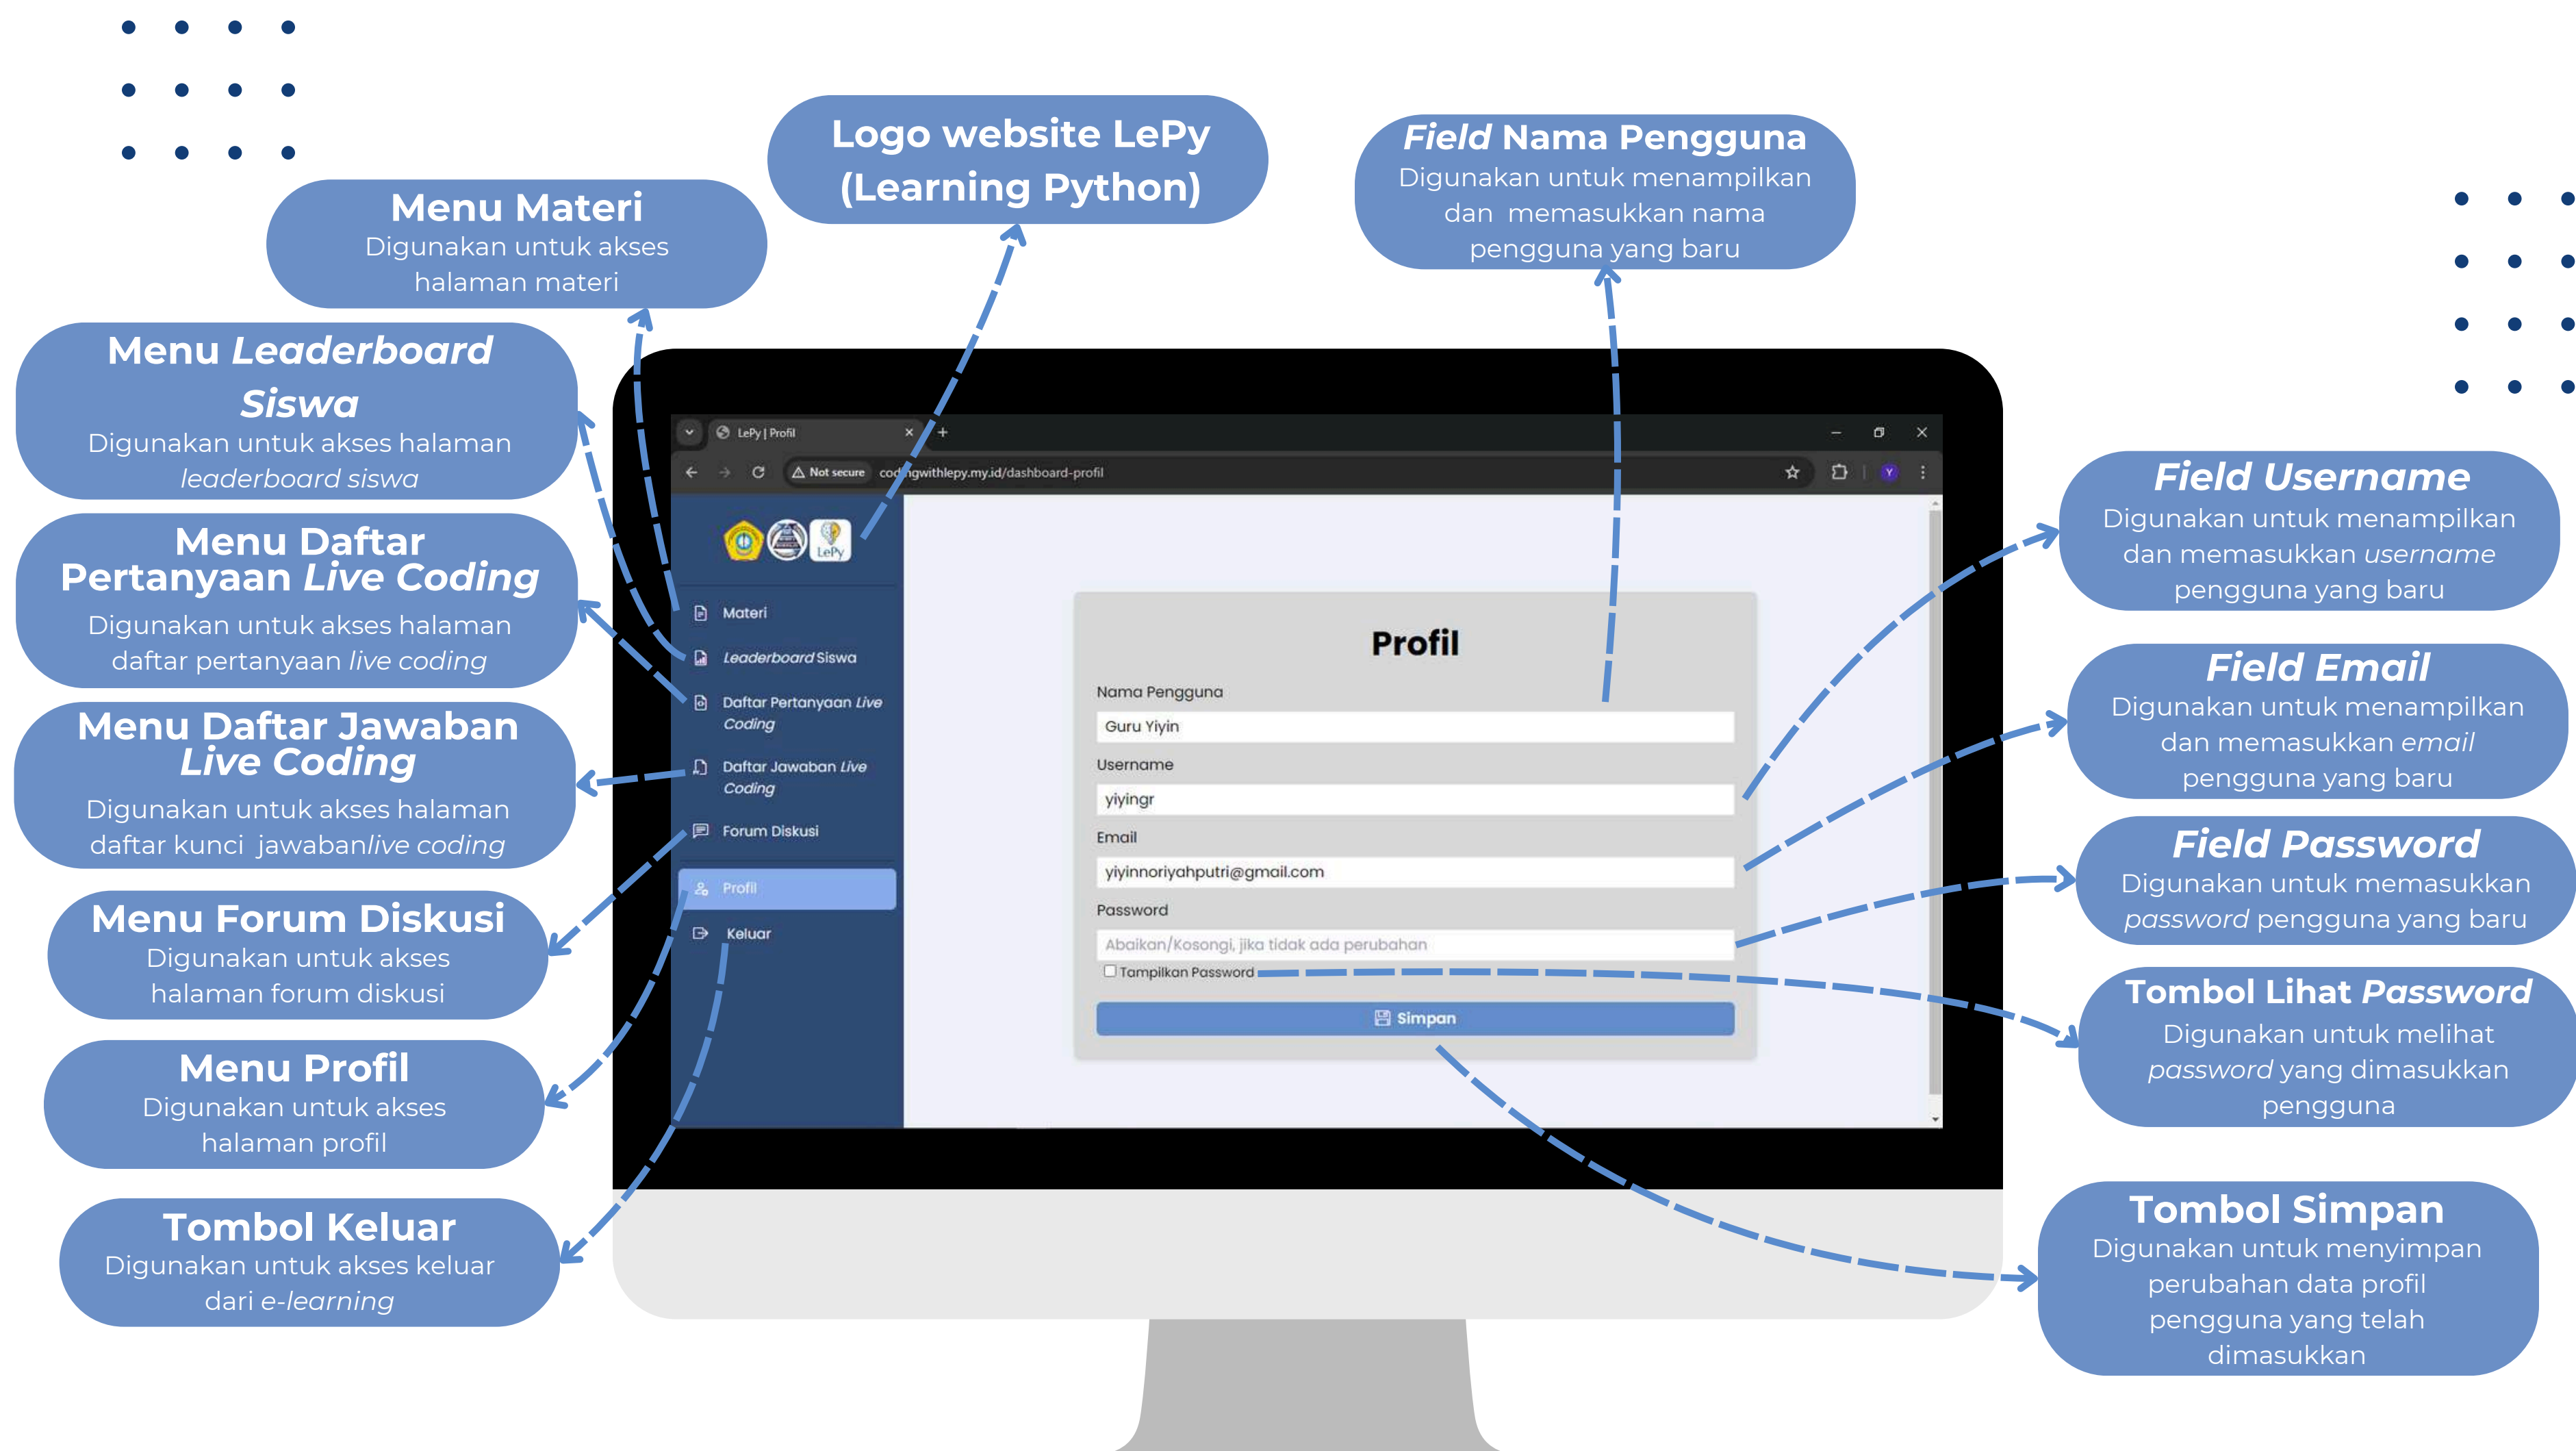 Logo website LePy
(Learning Python)
Field Nama Pengguna
Digunakan untuk menampilkan
dan memasukkan nama
pengguna yang baru
Menu Materi
Digunakan untuk akses
halaman materi
Menu Leaderboard
Siswa
Digunakan untuk akses halaman
leaderboard siswa
Menu Daftar
Pertanyaan Live Coding
Digunakan untuk akses halaman
daftar pertanyaan live coding
Menu Daftar Jawaban
Live Coding
Digunakan untuk akses halaman
daftar kunci jawabanlive coding
Menu Forum Diskusi
Digunakan untuk akses
halaman forum diskusi
Menu Profil
Digunakan untuk akses
halaman profil
Tombol Keluar
Digunakan untuk akses keluar
dari e-learning
LePy | Profil
Not secure codingwithlepy.my.id/dashboard-profil
Y
LePy
Materi
Leaderboard Siswa
Daftar Pertanyaan Live
Coding
Daftar Jawaban Live
Coding
Forum Diskusi
Profil
Keluar
Profil
Nama Pengguna
Guru Yiyin
Username
yiyingr
Email
yiyinnoriyahputri@gmail.com
Password
Abaikan/Kosongi, jika tidak ada perubahan
Tampilkan Password
Simpan
Field Username
Digunakan untuk menampilkan
dan memasukkan username
pengguna yang baru
Field Email
Digunakan untuk menampilkan
dan memasukkan email
pengguna yang baru
Field Password
Digunakan untuk memasukkan
password pengguna yang baru
Tombol Lihat Password
Digunakan untuk melihat
password yang dimasukkan
pengguna
Tombol Simpan
Digunakan untuk menyimpan
perubahan data profil
pengguna yang telah
dimasukkan